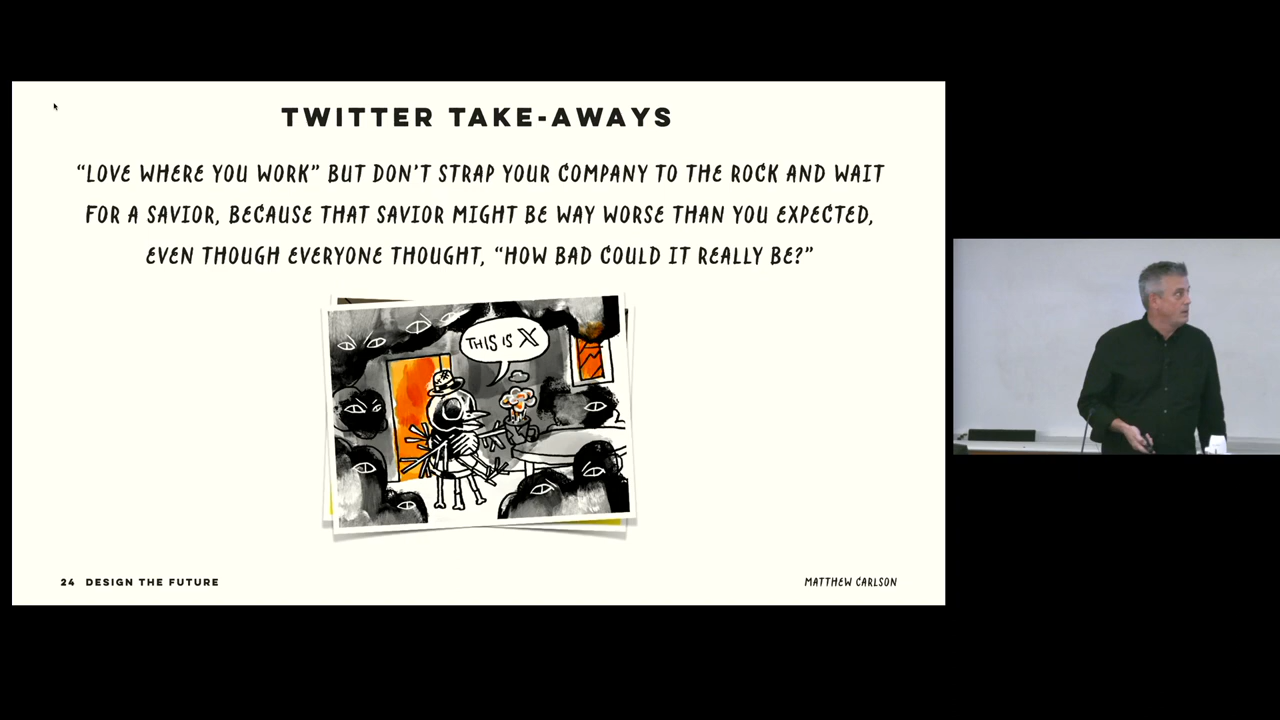 TWITTER TAKE-AWAYS
“LOVE WHERE YOU WORK” BUT DON’T STRAP YOUR COMPANY TO THE ROCK AND WAIT
FOR A SAVIOR, BECAUSE THAT SAVIOR MIGHT BE WAY WORSE THAN YOU EXPECTED,
EVEN THOUGH EVERYONE THOUGHT, “HOW BAD COULD IT REALLY BE?”
THIS IS X
24 DESIGN THE FUTURE
MATTHEW CARLSON